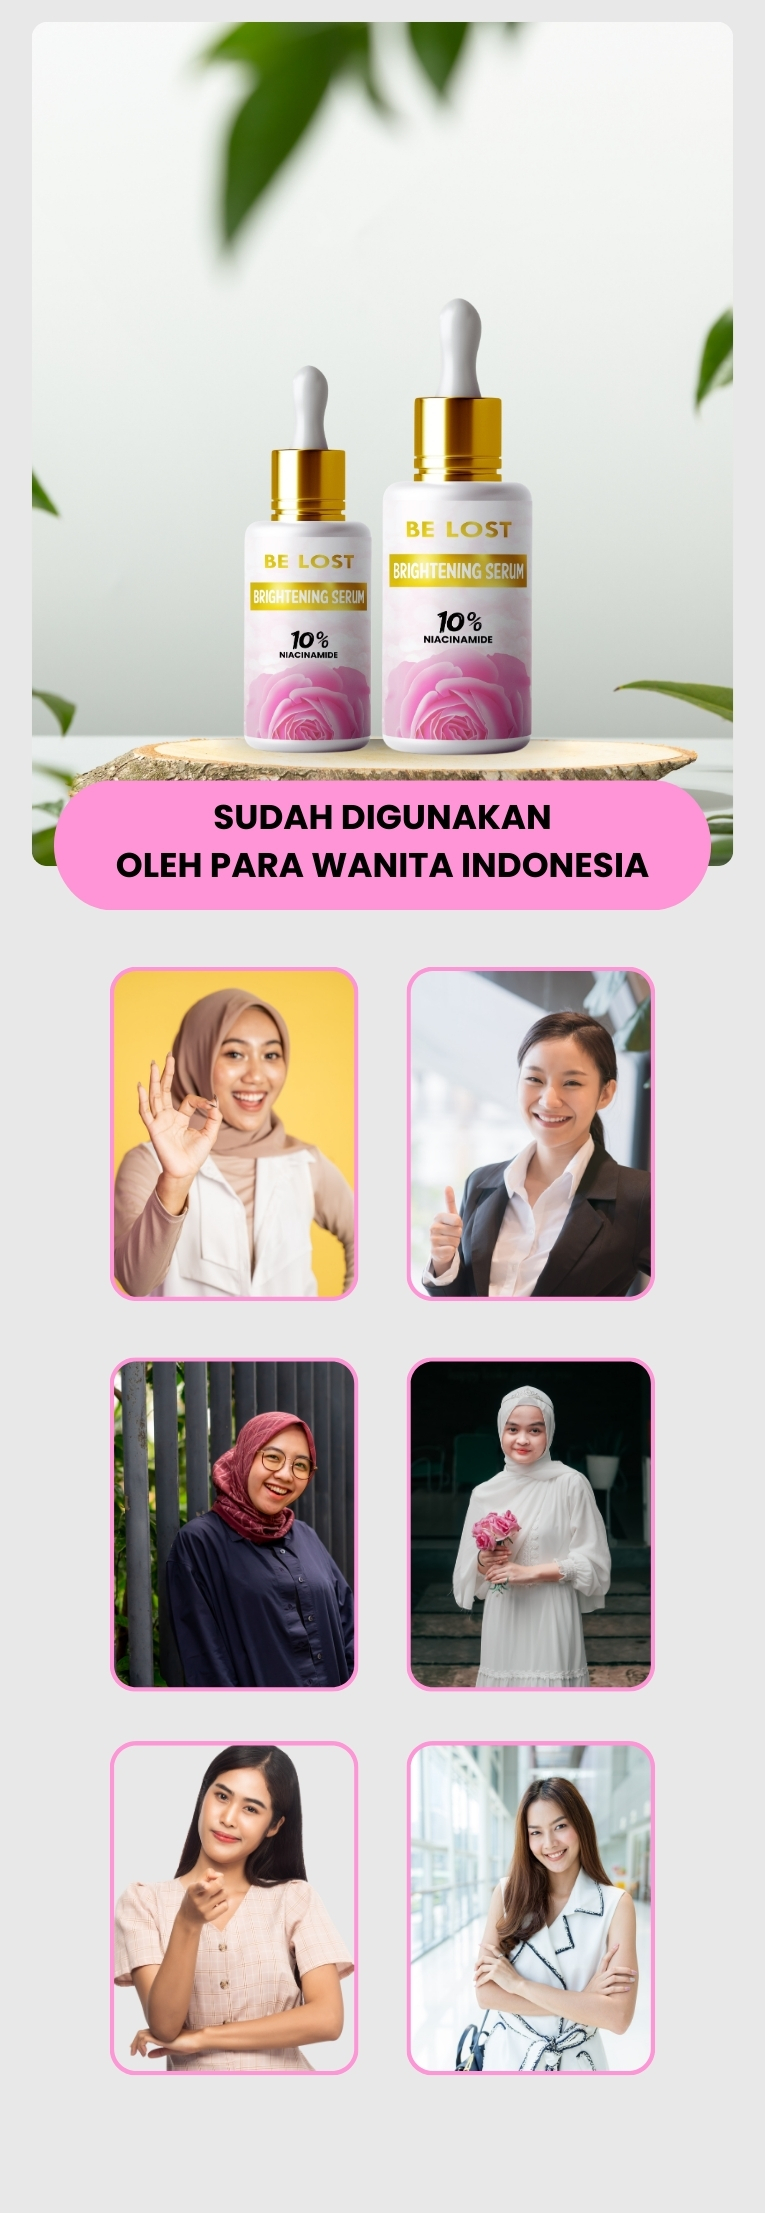 BE LOST
BRIGHTENING SERUM
10%
NIACINAMIDE
BE LOST
BRIGHTENING SERUM
10%
NIACINAMIDE
SUDAH DIGUNAKAN
OLEH PARA WANITA INDONESIA